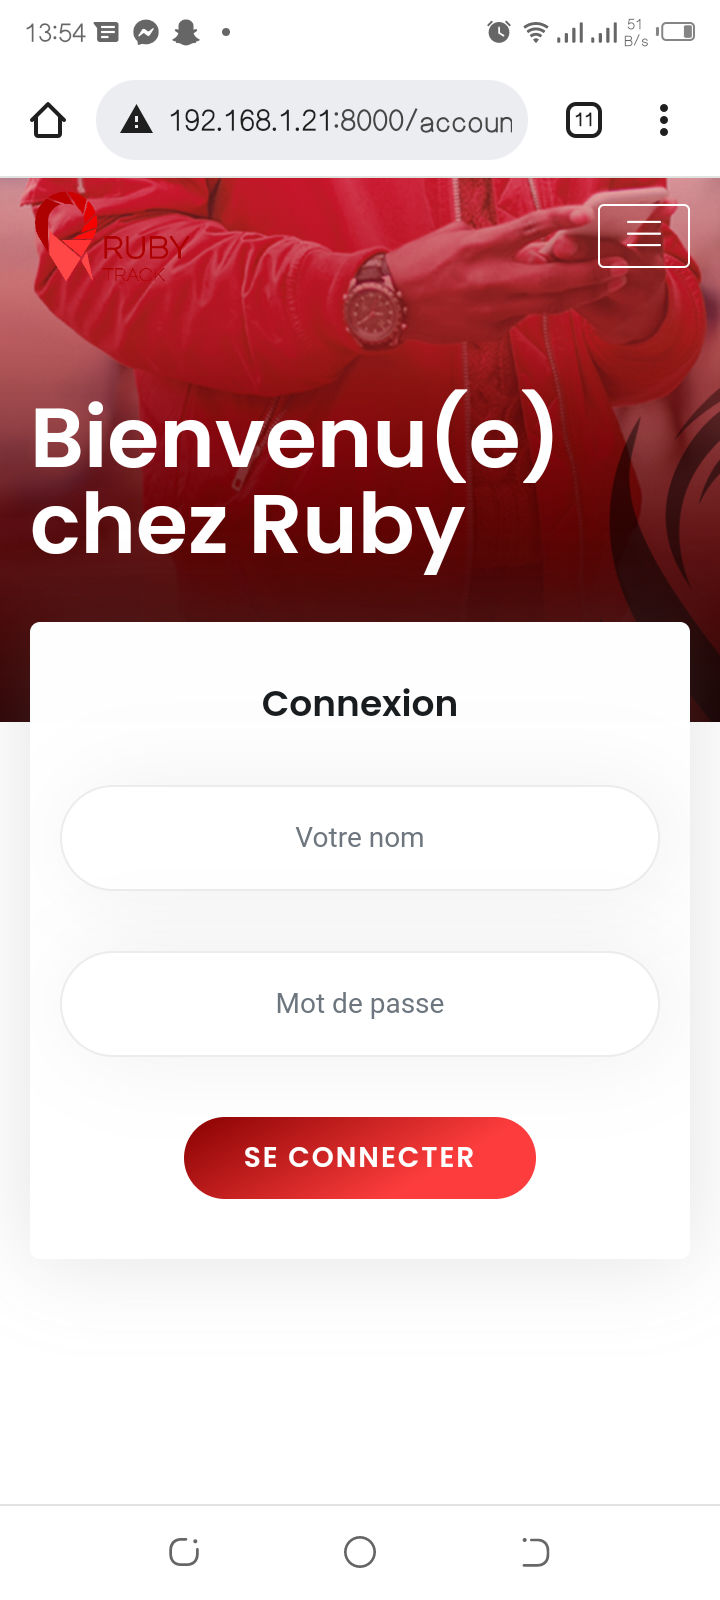 13:54
51
B/s
192.168.1.21:8000/accoun
11
RUBY
TRACK
Bienvenu(e)
chez Ruby
Connexion
Votre nom
Mot de passe
SE CONNECTER